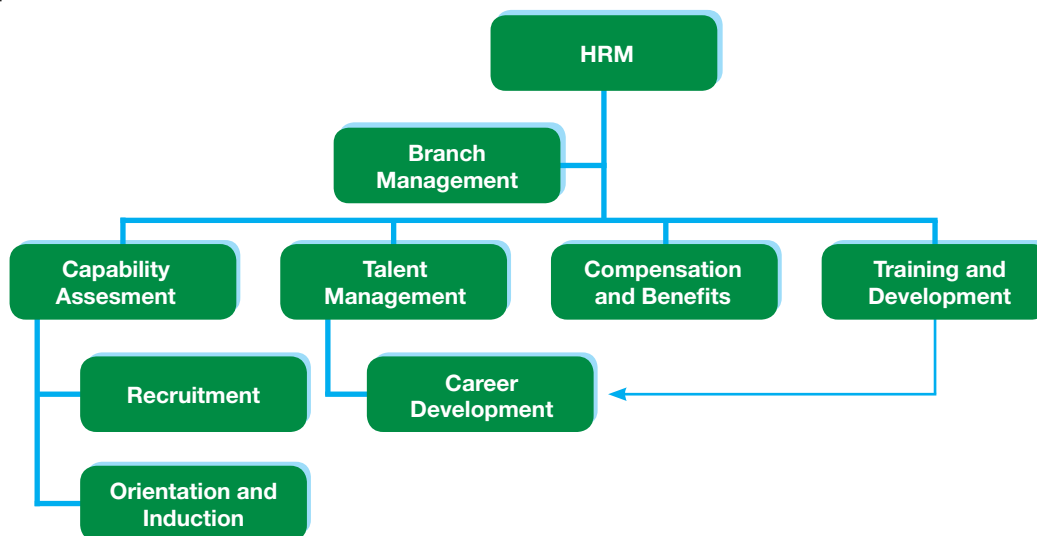 HRM
Branch
Management
Capability
Assesment
Talent
Management
Compensation
and Benefits
Training and
Development
Recruitment
Career
Development
Orientation and
Induction